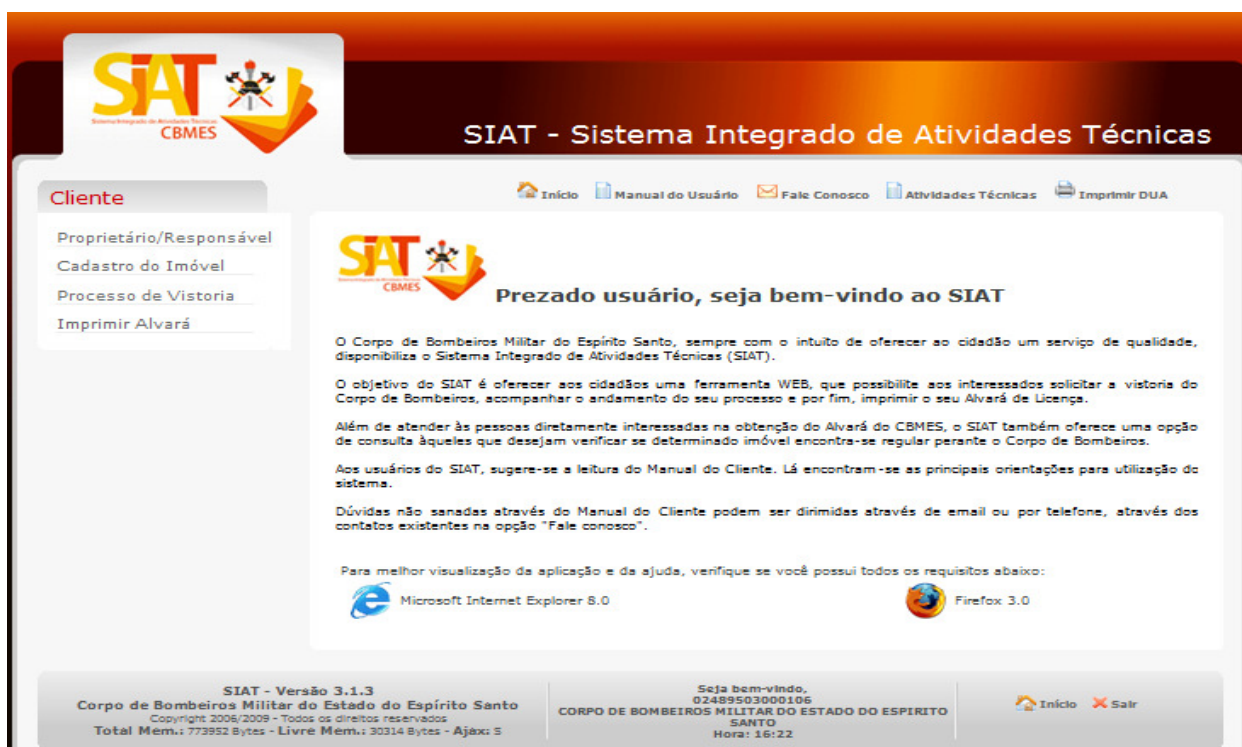 SiAT
Sistema Integrado de Atividades Técnicas
CBMES
SIAT - Sistema Integrado de Atividades Técnicas
Cliente
Proprietário/Responsável
Cadastro do Imóvel
Processo de Vistoria
Imprimir Alvará
Início Manual do Usuário Fale Conosco Atividades Técnicas Imprimir DUA
SiAT
Sistema Integrado de Atividades Técnicas
CBMES
Prezado usuário, seja bem-vindo ao SIAT
O Corpo de Bombeiros Militar do Espírito Santo, sempre com o intuito de oferecer ao cidadão um serviço de qualidade,
disponibiliza o Sistema Integrado de Atividades Técnicas (SIAT).
O objetivo do SIAT é oferecer aos cidadãos uma ferramenta WEB, que possibilite aos interessados solicitar a vistoria do
Corpo de Bombeiros, acompanhar o andamento do seu processo e por fim, imprimir o seu Alvará de Licença.
Além de atender às pessoas diretamente interessadas na obtenção do Alvará do CBMES, o SIAT também oferece uma opção
de consulta àqueles que desejam verificar se determinado imóvel encontra-se regular perante o Corpo de Bombeiros.
Aos usuários do SIAT, sugere-se a leitura do Manual do Cliente. Lá encontram-se as principais orientações para utilização do
sistema.
Dúvidas não sanadas através do Manual do Cliente podem ser dirimidas através de email ou por telefone, através dos
contatos existentes na opção "Fale conosco".
Para melhor visualização da aplicação e da ajuda, verifique se você possui todos os requisitos abaixo:
Microsoft Internet Explorer 8.0 Firefox 3.0
SIAT - Versão 3.1.3
Corpo de Bombeiros Militar do Estado do Espírito Santo
Copyright 2006/2009 - Todos os direitos reservados
Total Mem.: 773952 Bytes - Livre Mem.: 30314 Bytes - Ajax: S
Seja bem-vindo,
02489503000106
CORPO DE BOMBEIROS MILITAR DO ESTADO DO ESPIRITO
SANTO
Hora: 16:22
Início Sair